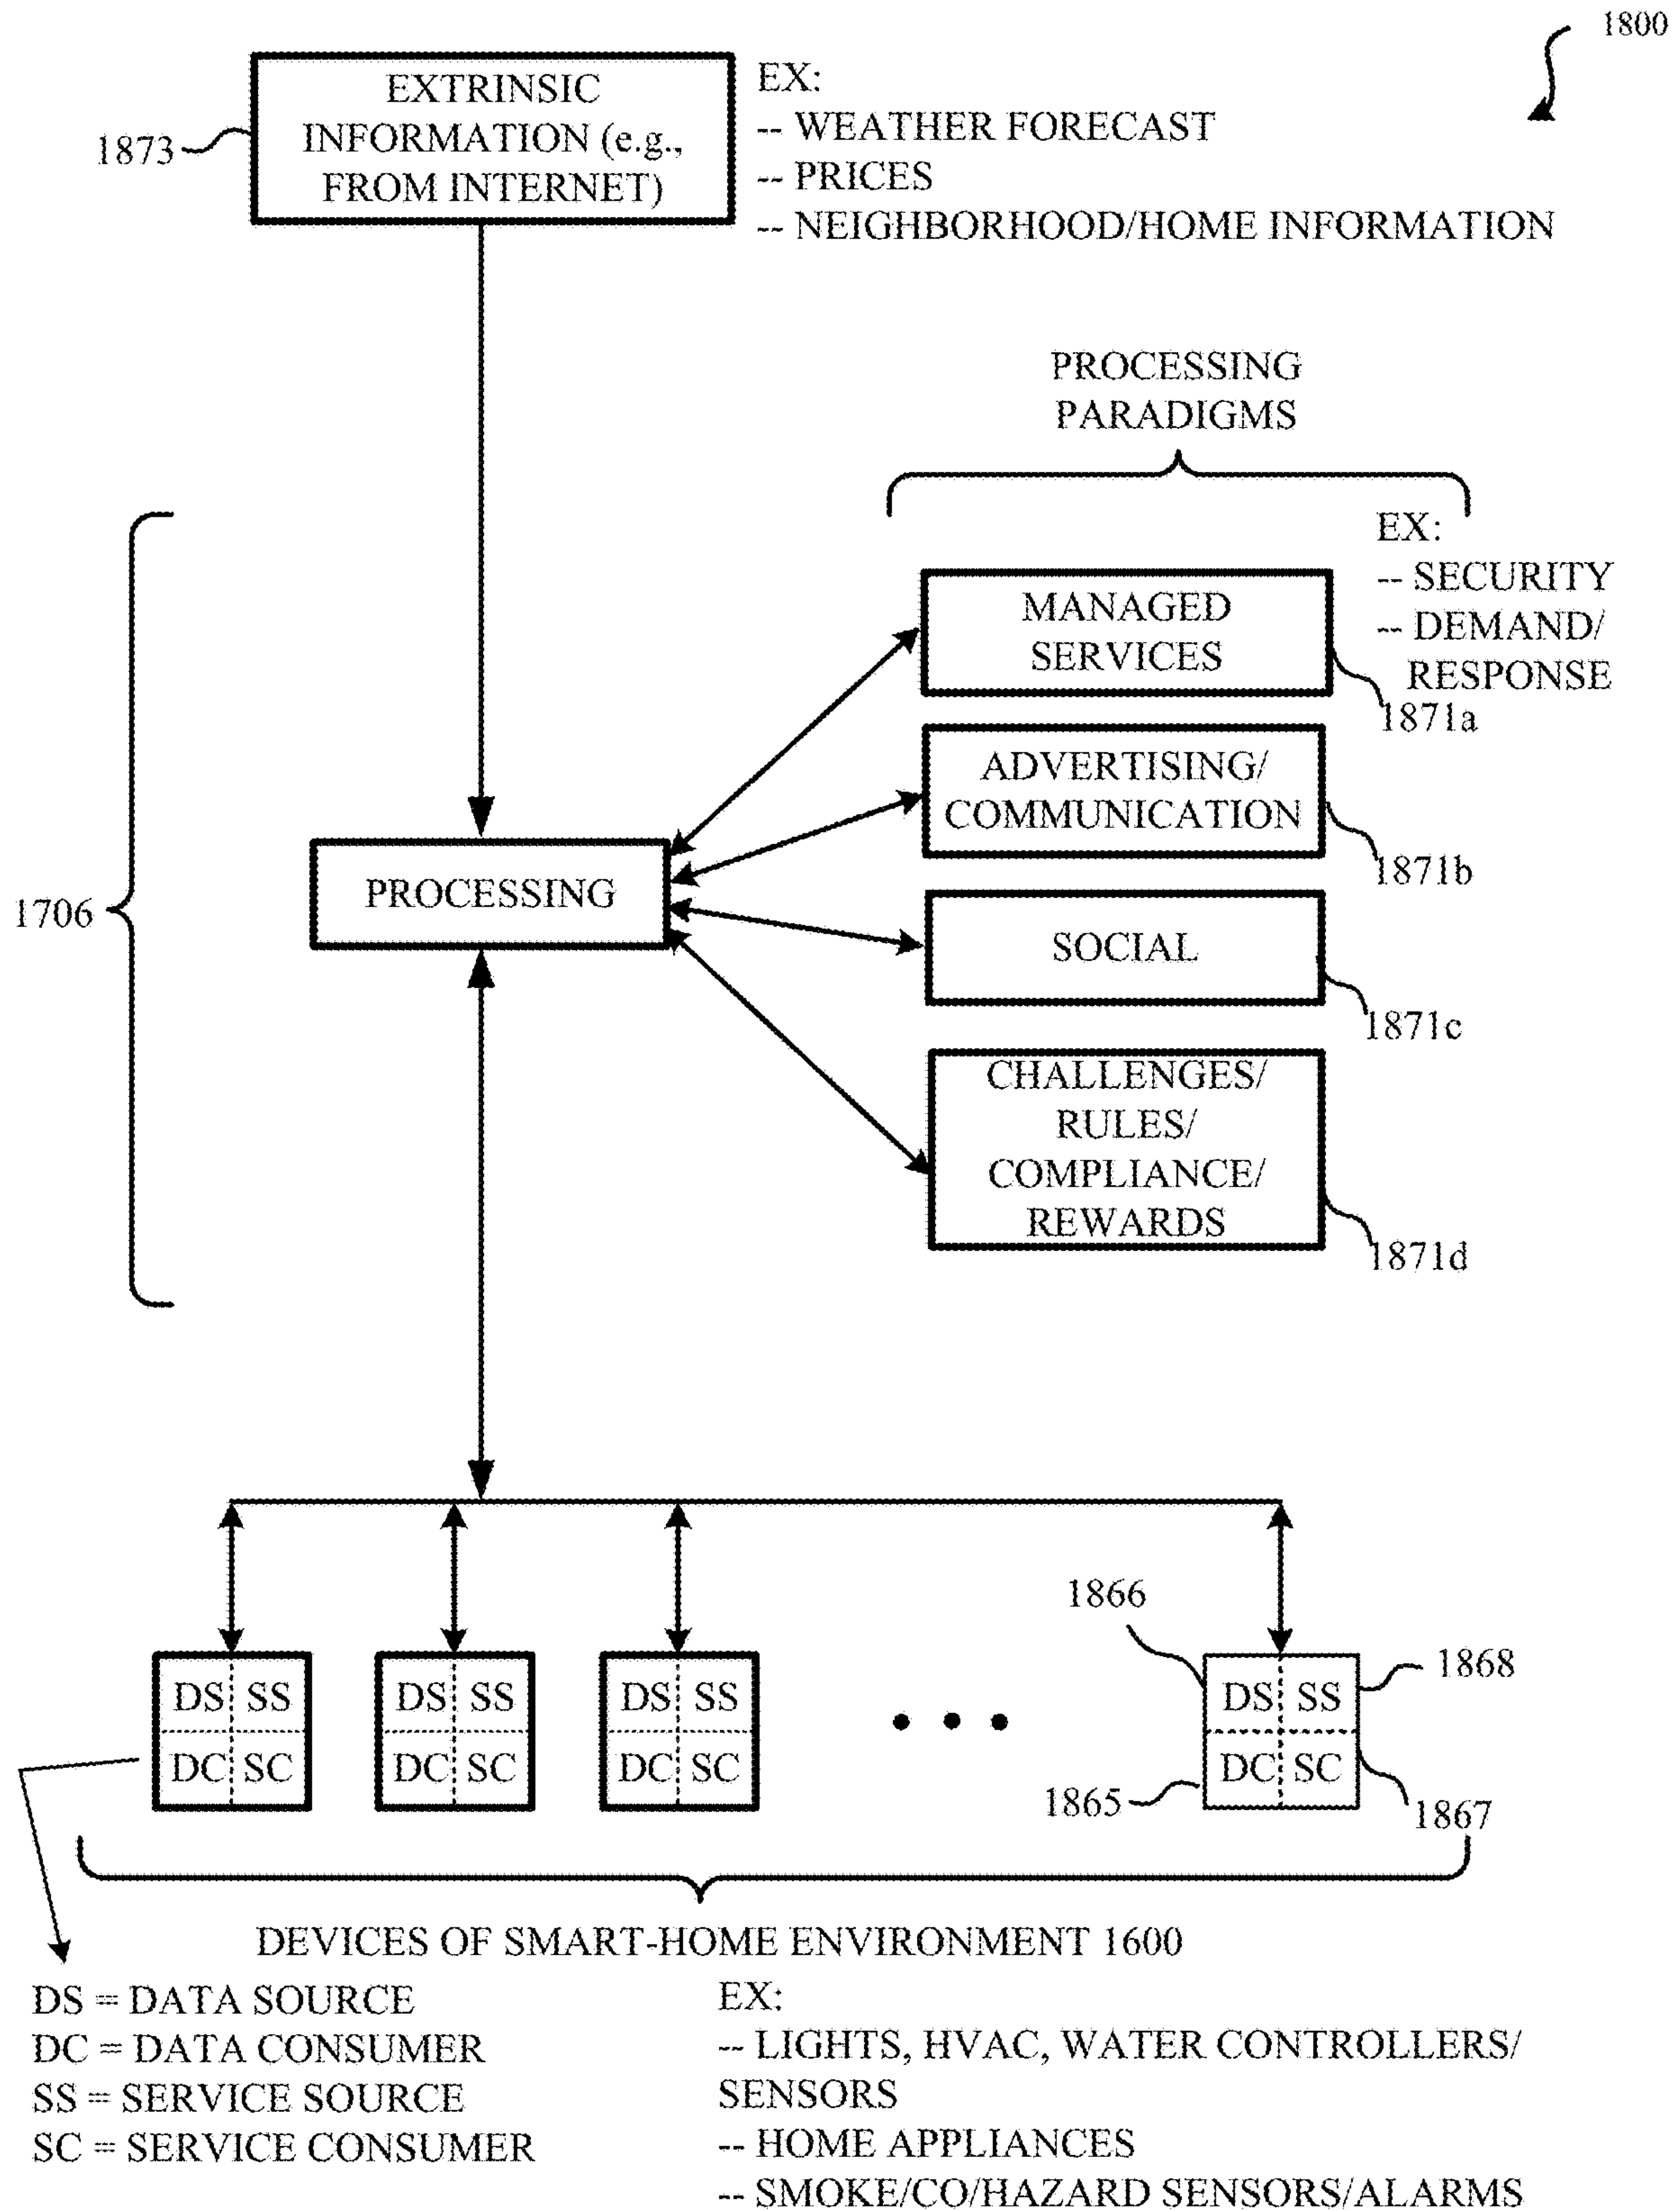 1800
EXTRINSIC
INFORMATION (e.g.,
FROM INTERNET)
1873
EX:
-- WEATHER FORECAST
-- PRICES
-- NEIGHBORHOOD/HOME INFORMATION
PROCESSING
PARADIGMS
EX:
-- SECURITY
-- DEMAND/
RESPONSE
MANAGED
SERVICES
1871a
ADVERTISING/
COMMUNICATION
1871b
1706
PROCESSING
SOCIAL
1871c
CHALLENGES/
RULES/
COMPLIANCE/
REWARDS
1871d
1866
1868
DS SS
DC SC
DS SS
DC SC
DS SS
DC SC
DS SS
DC SC
1865
1867
DEVICES OF SMART-HOME ENVIRONMENT 1600
DS = DATA SOURCE
DC = DATA CONSUMER
SS = SERVICE SOURCE
SC = SERVICE CONSUMER
EX:
-- LIGHTS, HVAC, WATER CONTROLLERS/
SENSORS
-- HOME APPLIANCES
-- SMOKE/CO/HAZARD SENSORS/ALARMS